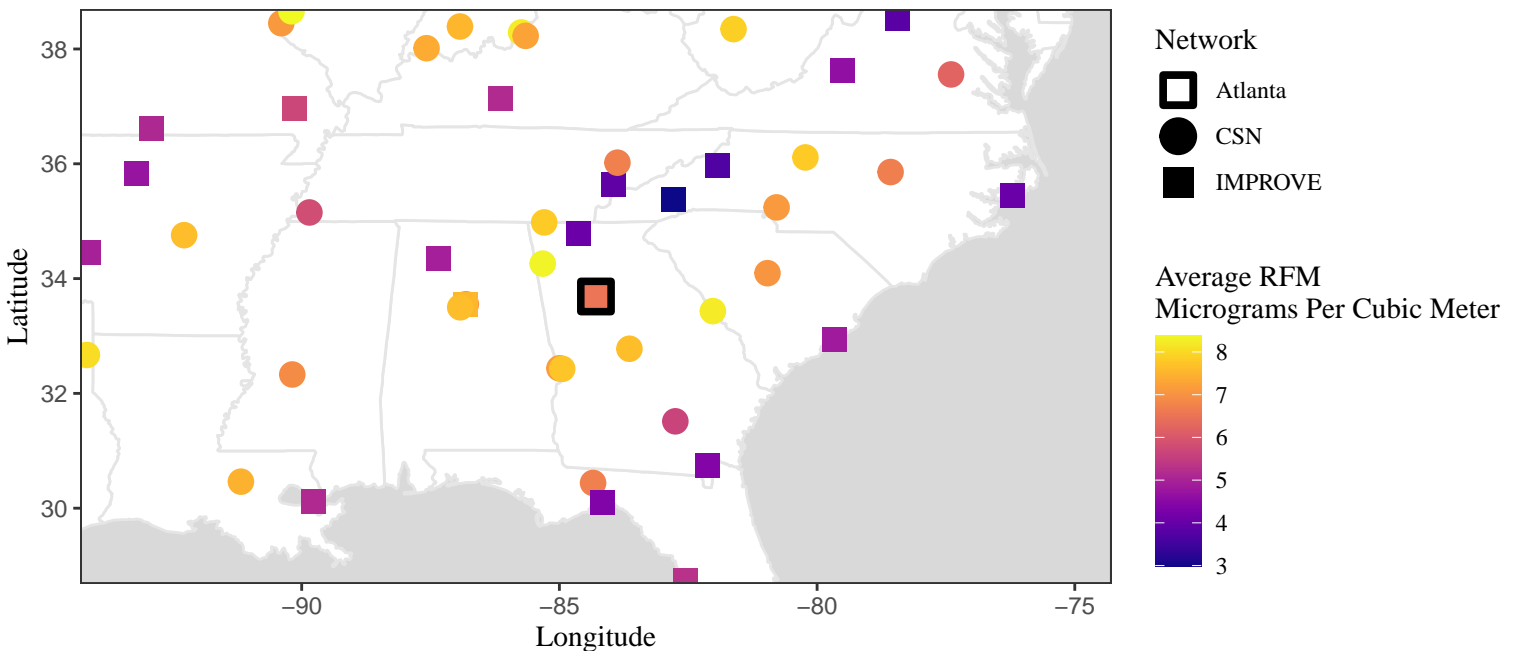 38
36
34
32
30
Latitude
−90
−85
−80
−75
Longitude
Network
Atlanta
CSN
IMPROVE
Average RFM
Micrograms Per Cubic Meter
8
7
6
5
4
3